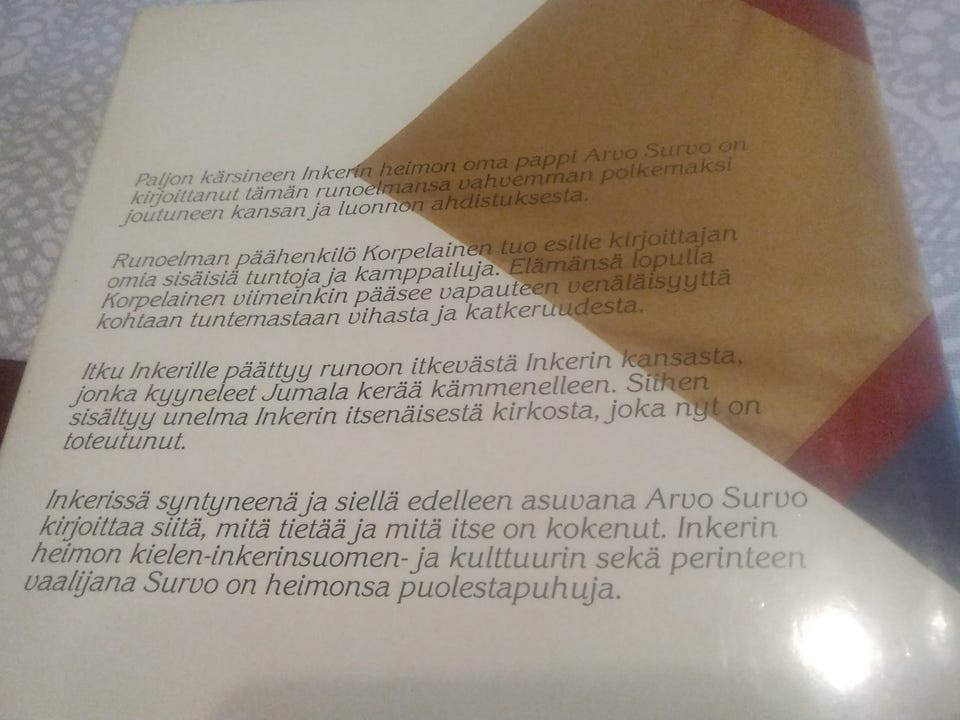 Paljon kärsineen Inkerin heimon oma pappi Arvo Survo on
kirjoittanut tämän runoelmansa vahvemman polkemaksi
joutuneen kansan ja luonnon ahdistuksesta.
Runoelman päähenkilö Korpelainen tuo esille kirjoittajan
omia sisäisiä tuntoja ja kamppailuja. Elämänsä lopulla
Korpelainen viimeinkin pääsee vapauteen venäläisyyttä
kohtaan tuntemastaan vihasta ja katkeruudesta.
Itku Inkerille päättyy runoon itkevästä Inkerin kansasta,
jonka kyyneleet Jumala kerää kämmenelleen. Siihen
sisältyy unelma Inkerin itsenäisestä kirkosta, joka nyt on
toteutunut.
Inkerissä syntyneenä ja siellä edelleen asuvana Arvo Survo
kirjoittaa siitä, mitä tietää ja mitä itse on kokenut. Inkerin
heimon kielen-inkerinsuomen- ja kulttuurin sekä perinteen
vaalijana Survo on heimonsa puolestapuhuja.